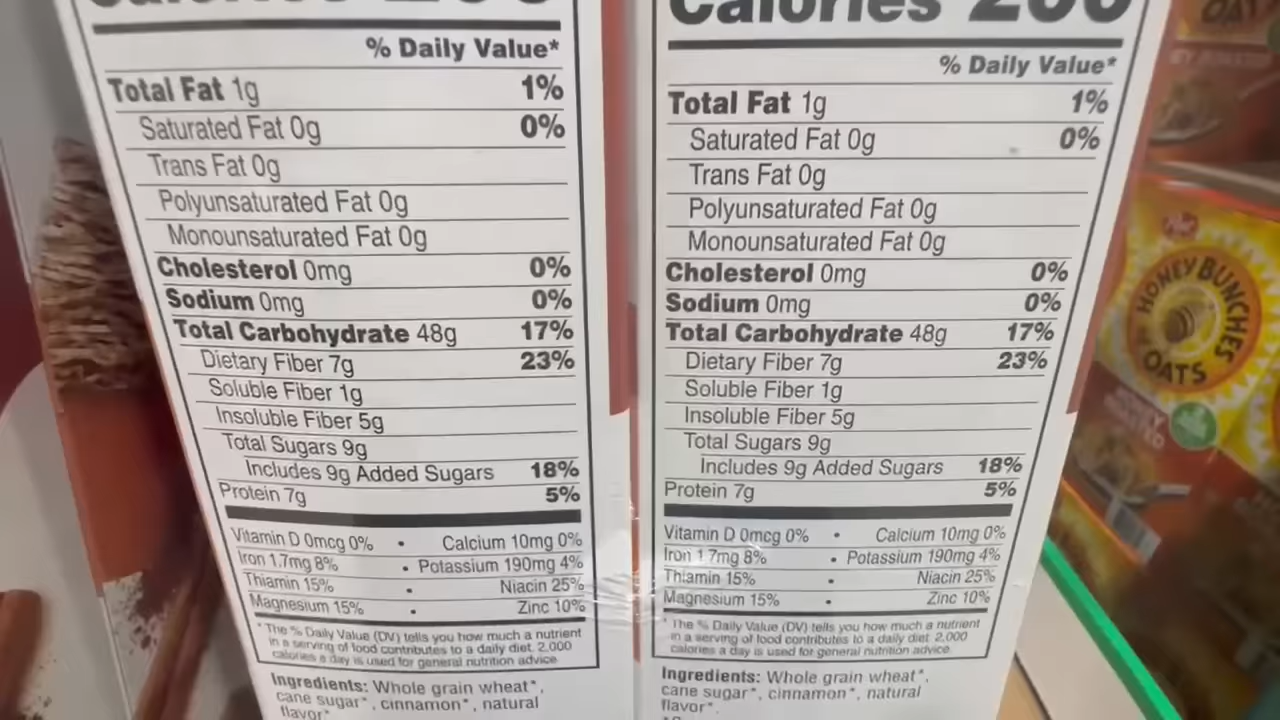 Calories 200
% Daily Value*
Total Fat 1g 1%
Saturated Fat 0g 0%
Trans Fat 0g
Polyunsaturated Fat 0g
Monounsaturated Fat 0g
Cholesterol 0mg 0%
Sodium 0mg 0%
Total Carbohydrate 48g 17%
Dietary Fiber 7g 23%
Soluble Fiber 1g
Insoluble Fiber 5g
Total Sugars 9g
Includes 9g Added Sugars 18%
Protein 7g 5%
Vitamin D 0mcg 0% • Calcium 10mg 0%
Iron 1.7mg 8% • Potassium 190mg 4%
Thiamin 15% • Niacin 25%
Magnesium 15% • Zinc 10%
* The % Daily Value (DV) tells you how much a nutrient
in a serving of food contributes to a daily diet. 2,000
calories a day is used for general nutrition advice.
Ingredients: Whole grain wheat*,
cane sugar*, cinnamon*, natural
flavor*
Calories 200
% Daily Value*
Total Fat 1g 1%
Saturated Fat 0g 0%
Trans Fat 0g
Polyunsaturated Fat 0g
Monounsaturated Fat 0g
Cholesterol 0mg 0%
Sodium 0mg 0%
Total Carbohydrate 48g 17%
Dietary Fiber 7g 23%
Soluble Fiber 1g
Insoluble Fiber 5g
Total Sugars 9g
Includes 9g Added Sugars 18%
Protein 7g 5%
Vitamin D 0mcg 0% • Calcium 10mg 0%
Iron 1.7mg 8% • Potassium 190mg 4%
Thiamin 15% • Niacin 25%
Magnesium 15% • Zinc 10%
* The % Daily Value (DV) tells you how much a nutrient
in a serving of food contributes to a daily diet. 2,000
calories a day is used for general nutrition advice.
Ingredients: Whole grain wheat*,
cane sugar*, cinnamon*, natural
flavor*.
Post
HONEY BUNCHES
OATS